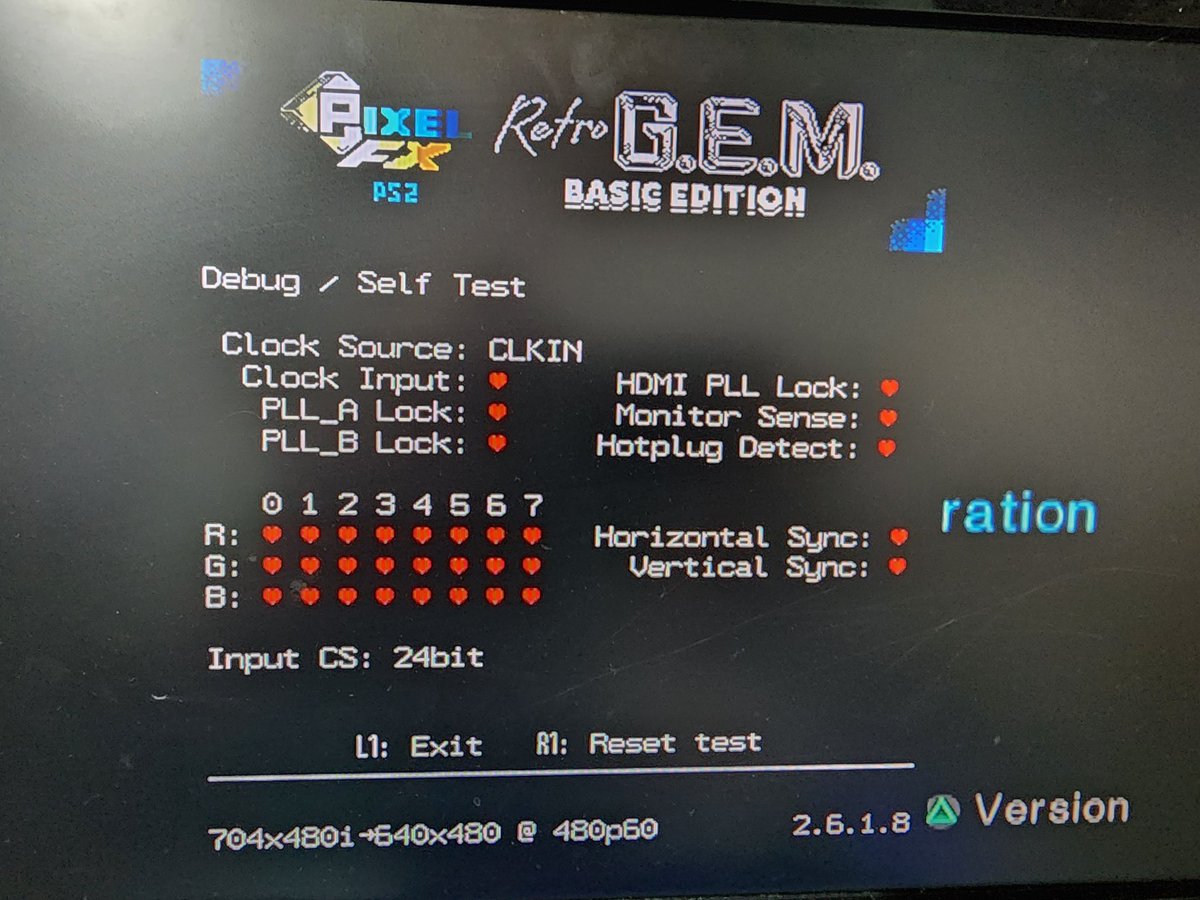 PIXEL FX
PS2
Retro G.E.M.
BASIC EDITION
Debug / Self Test
Clock Source: CLKIN
Clock Input: ♥ HDMI PLL Lock: ♥
PLL_A Lock: ♥ Monitor Sense: ♥
PLL_B Lock: ♥ Hotplug Detect: ♥
0 1 2 3 4 5 6 7
ration
R: ♥ ♥ ♥ ♥ ♥ ♥ ♥ ♥ Horizontal Sync: ♥
G: ♥ ♥ ♥ ♥ ♥ ♥ ♥ ♥ Vertical Sync: ♥
B: ♥ ♥ ♥ ♥ ♥ ♥ ♥ ♥
Input CS: 24bit
L1: Exit R1: Reset test
704x480i→640x480 @ 480p60 2.6.1.8
Version